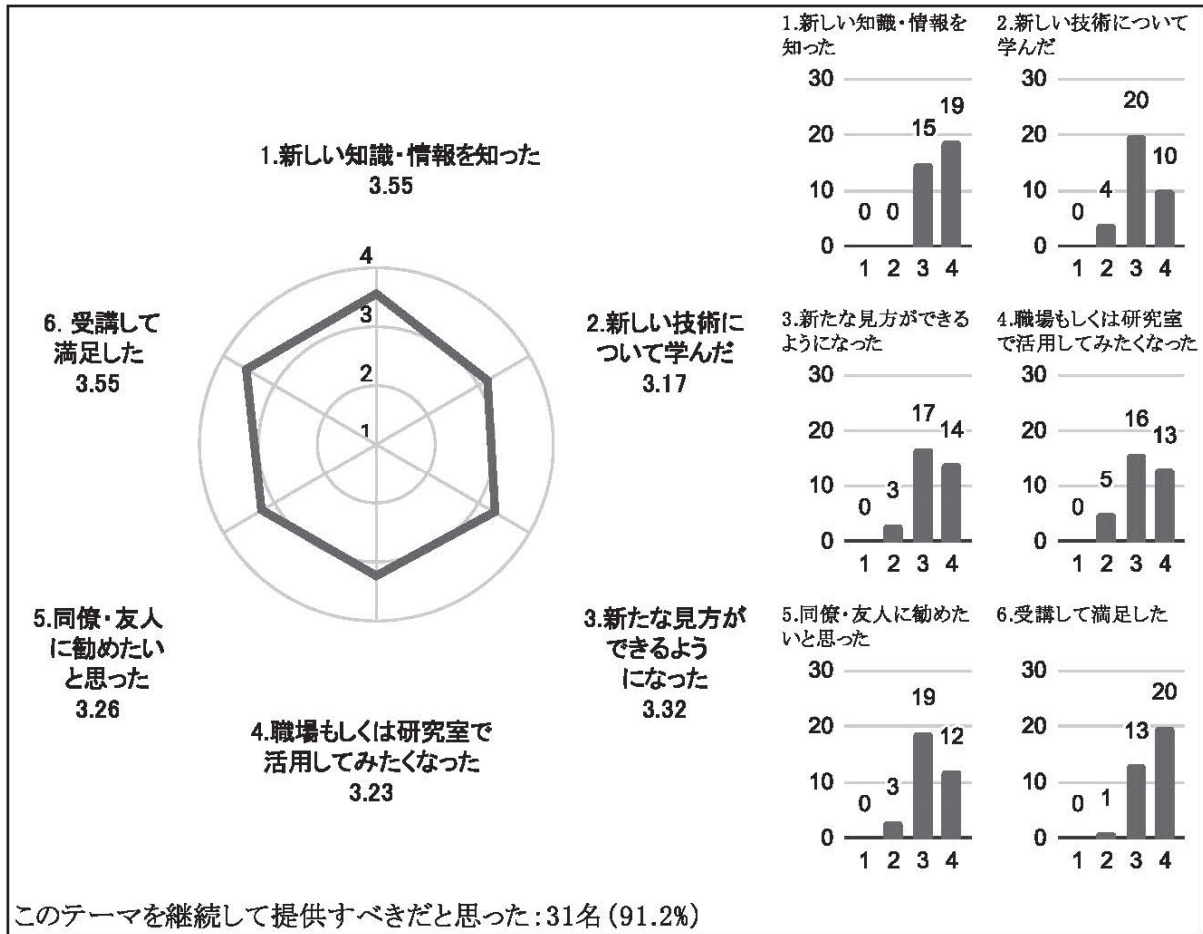 1.新しい知識・情報を知った
3.55
2.新しい技術に
ついて学んだ
3.17
3.新たな見方が
できるよう
になった
3.32
4.職場もしくは研究室で
活用してみたくなった
3.23
5.同僚・友人
に勧めたい
と思った
3.26
6. 受講して
満足した
3.55
4
3
2
1
1.新しい知識・情報を
知った
30
20
10
0
0
0
15
19
1 2 3 4
2.新しい技術について
学んだ
30
20
10
0
0
4
20
10
1 2 3 4
3.新たな見方ができる
ようになった
30
20
10
0
0
3
17
14
1 2 3 4
4.職場もしくは研究室
で活用してみたくなった
30
20
10
0
0
5
16
13
1 2 3 4
5.同僚・友人に勧めた
いと思った
30
20
10
0
0
3
19
12
1 2 3 4
6.受講して満足した
30
20
10
0
0
1
13
20
1 2 3 4
このテーマを継続して提供すべきだと思った:31名(91.2%)